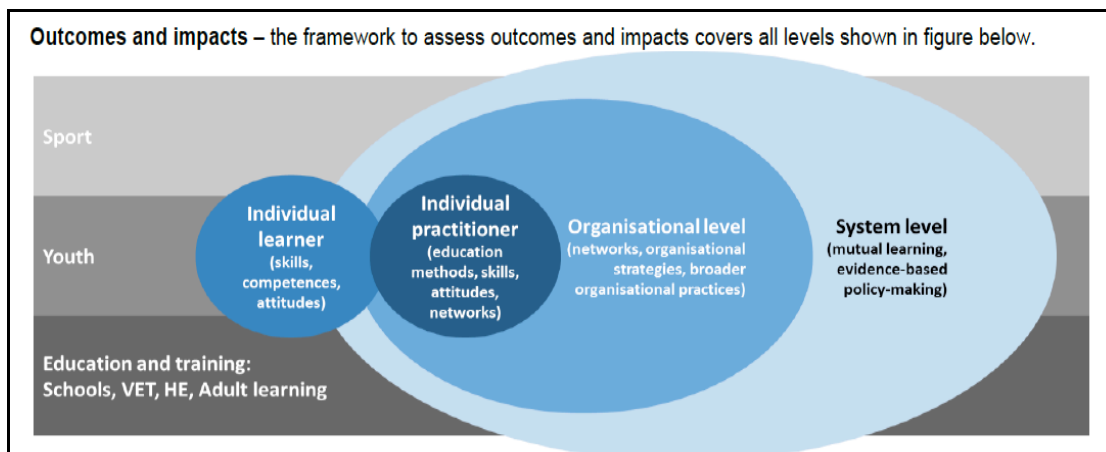 Outcomes and impacts – the framework to assess outcomes and impacts covers all levels shown in figure below.
Sport
Youth
Education and training:
Schools, VET, HE, Adult learning
Individual
learner
(skills,
competences,
attitudes)
Individual
practitioner
(education
methods, skills,
attitudes,
networks)
Organisational level
(networks, organisational
strategies, broader
organisational practices)
System level
(mutual learning,
evidence-based
policy-making)